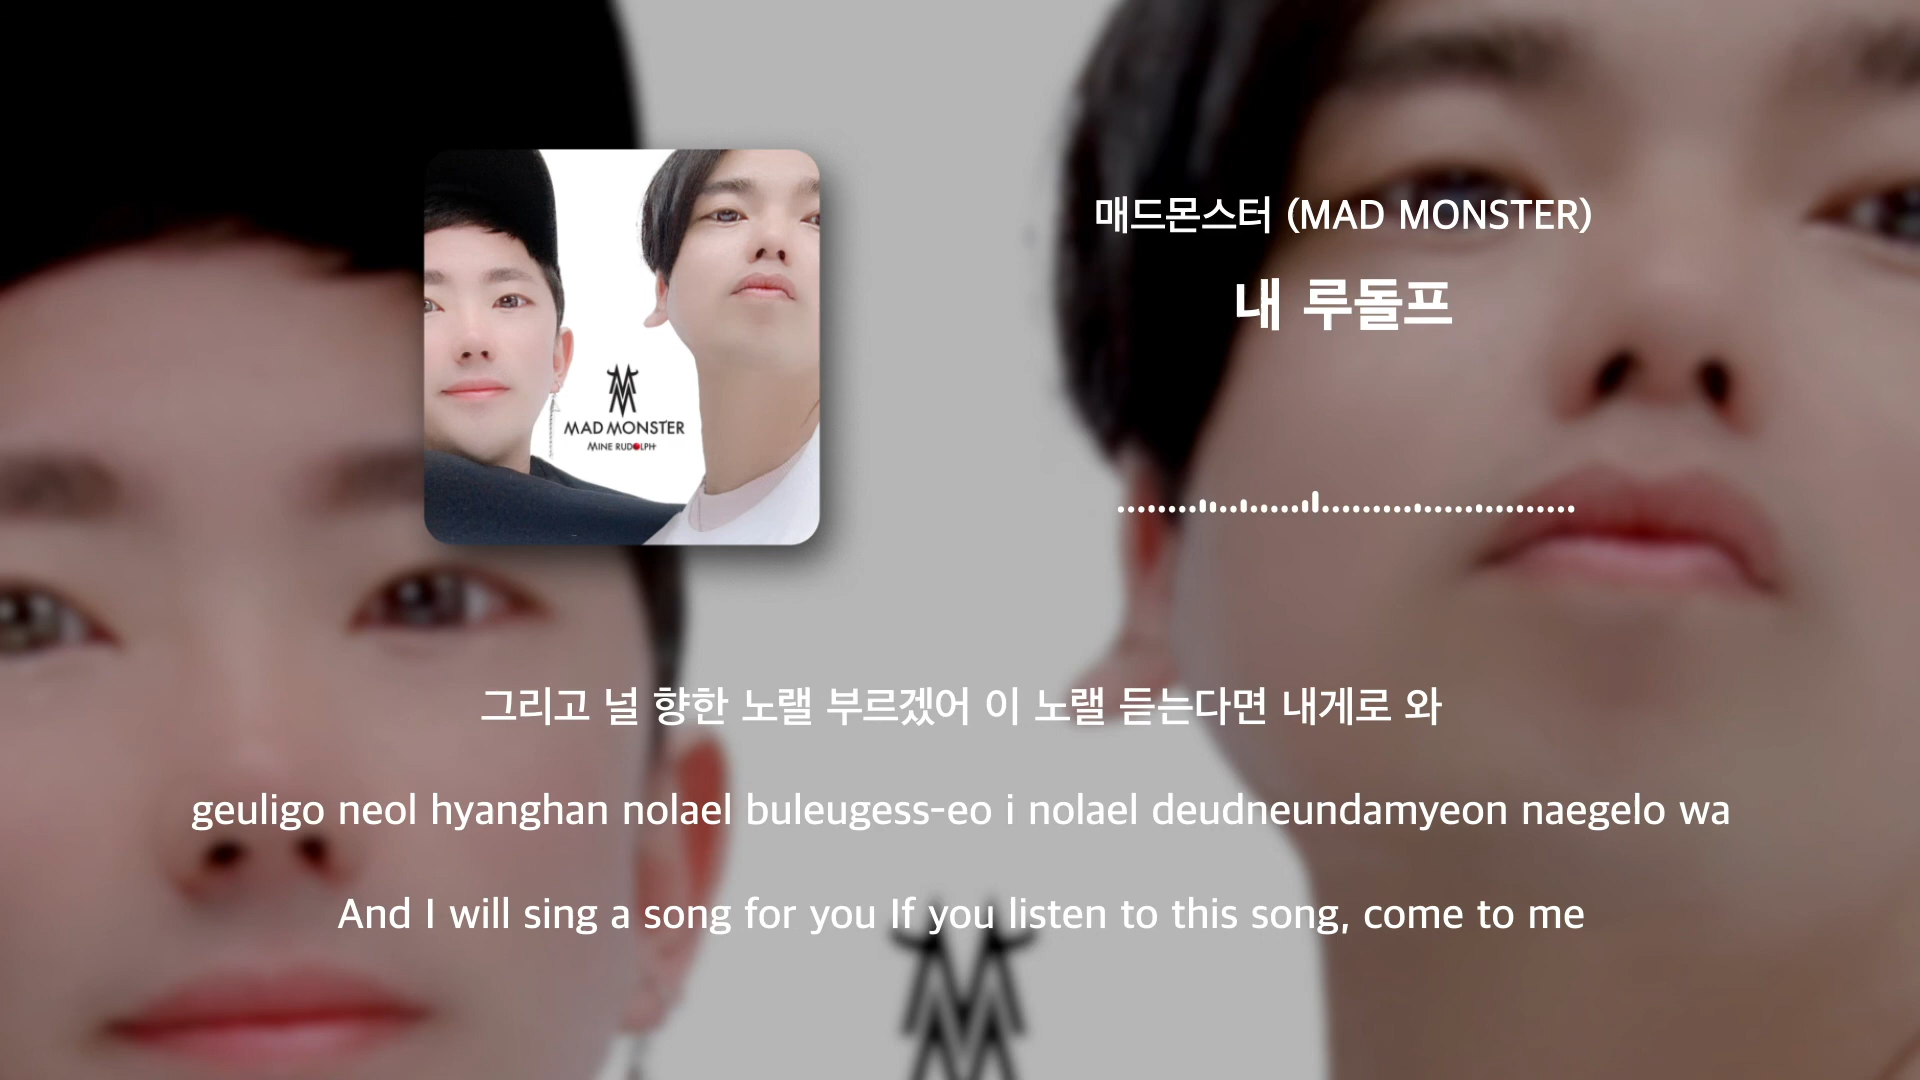 매드몬스터 (MAD MONSTER)
내 루돌프
MAD MONSTER
MINE RUDOLPH
그리고 널 향한 노랠 부르겠어 이 노랠 듣는다면 내게로 와
geuligo neol hyanghan nolael buleugess-eo i nolael deudneundamyeon naegelo wa
And I will sing a song for you If you listen to this song, come to me